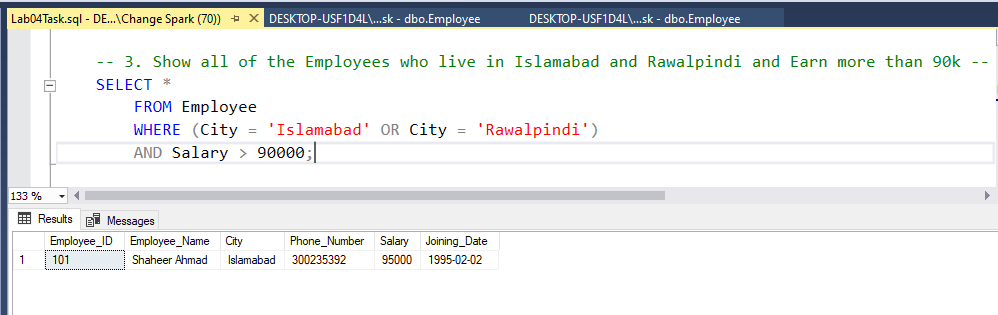 Lab04Task.sql - DE...\Change Spark (70)) DESKTOP-USF1D4L\...sk - dbo.Employee DESKTOP-USF1D4L\...sk - dbo.Employee
-- 3. Show all of the Employees who live in Islamabad and Rawalpindi and Earn more than 90k --
SELECT *
FROM Employee
WHERE (City = 'Islamabad' OR City = 'Rawalpindi')
AND Salary > 90000;
133 %
Results Messages
Employee_ID Employee_Name City Phone_Number Salary Joining_Date
1 101 Shaheer Ahmad Islamabad 300235392 95000 1995-02-02